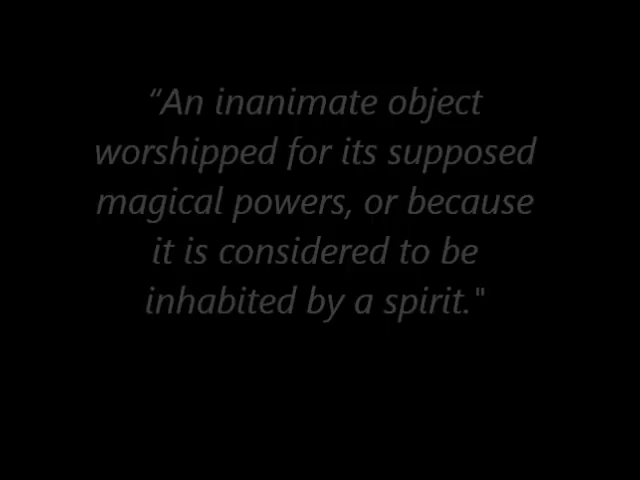 “An inanimate object
worshipped for its supposed
magical powers, or because
it is considered to be
inhabited by a spirit."